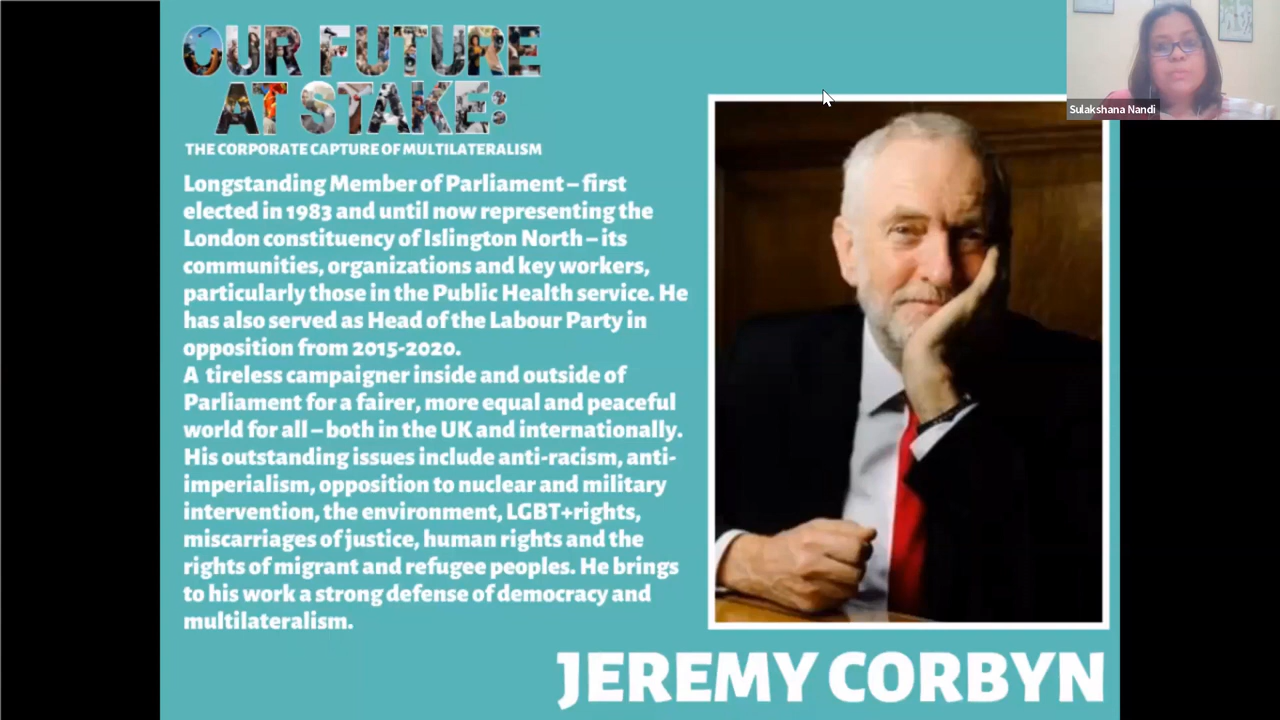 OUR FUTURE
AT STAKE:
THE CORPORATE CAPTURE OF MULTILATERALISM
Longstanding Member of Parliament – first
elected in 1983 and until now representing the
London constituency of Islington North – its
communities, organizations and key workers,
particularly those in the Public Health service. He
has also served as Head of the Labour Party in
opposition from 2015-2020.
A tireless campaigner inside and outside of
Parliament for a fairer, more equal and peaceful
world for all – both in the UK and internationally.
His outstanding issues include anti-racism, anti-
imperialism, opposition to nuclear and military
intervention, the environment, LGBT+rights,
miscarriages of justice, human rights and the
rights of migrant and refugee peoples. He brings
to his work a strong defense of democracy and
multilateralism.
JEREMY CORBYN
Sulakshana Nandi